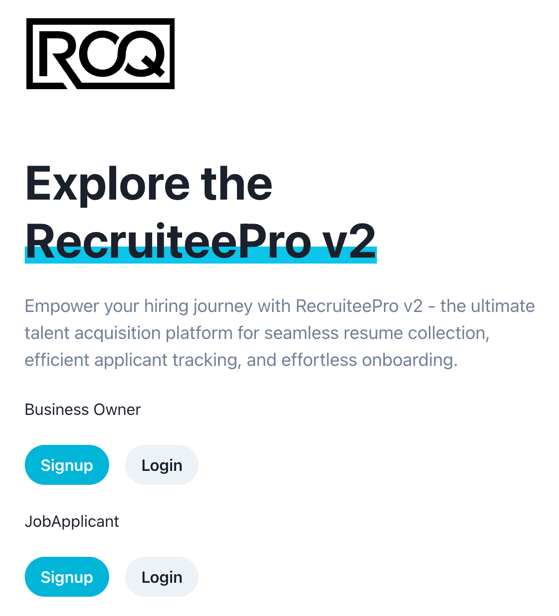 ROQ
Explore the
RecruiteePro v2
Empower your hiring journey with RecruiteePro v2 - the ultimate
talent acquisition platform for seamless resume collection,
efficient applicant tracking, and effortless onboarding.
Business Owner
Signup Login
JobApplicant
Signup Login